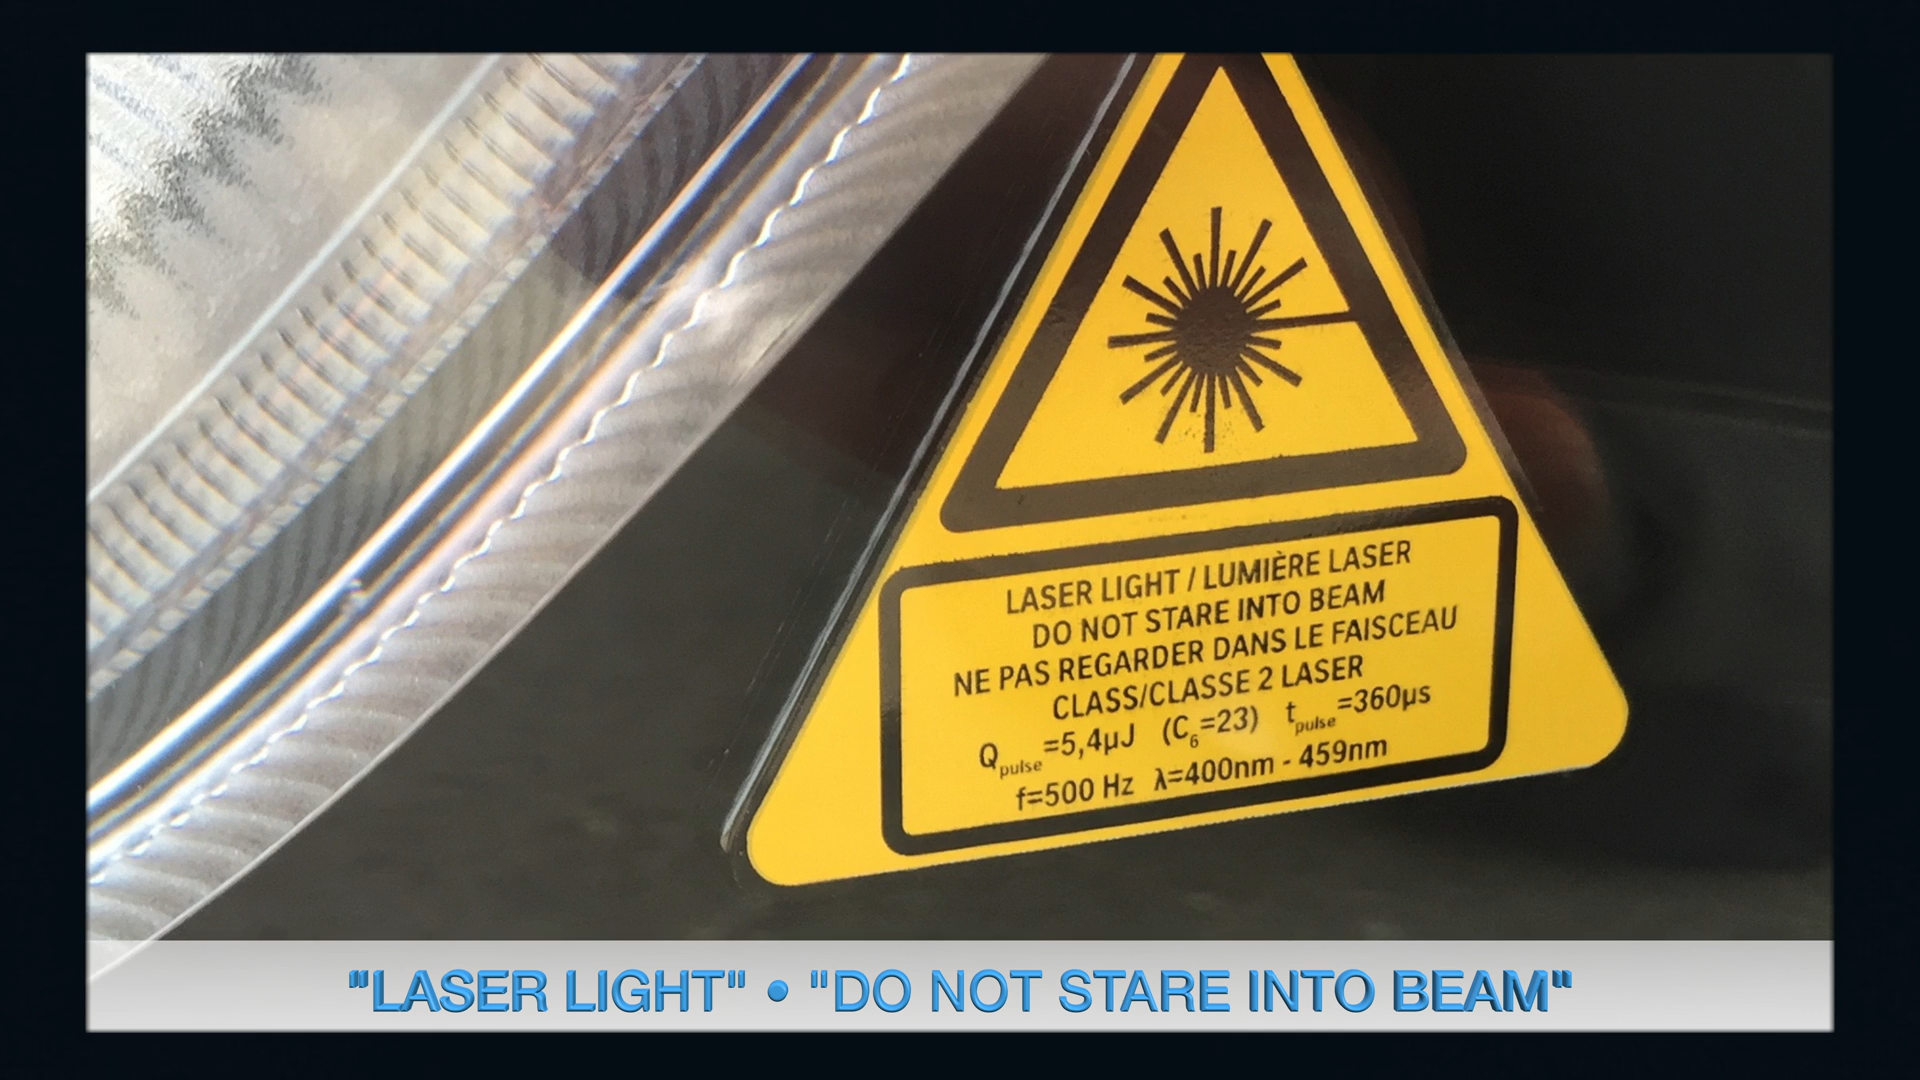 LASER LIGHT / LUMIÈRE LASER
DO NOT STARE INTO BEAM
NE PAS REGARDER DANS LE FAISCEAU
CLASS/CLASSE 2 LASER
Qpulse=5,4µJ (C6=23) tpulse=360µs
f=500 Hz λ=400nm - 459nm
"LASER LIGHT" • "DO NOT STARE INTO BEAM"